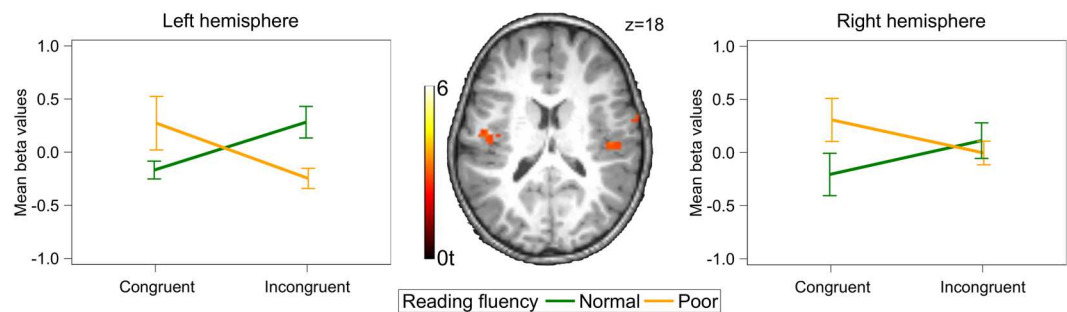 Left hemisphere
Mean beta values
1.0
0.5
0.0
-0.5
-1.0
Congruent
Incongruent
z=18
6
0t
Right hemisphere
Mean beta values
1.0
0.5
0.0
-0.5
-1.0
Congruent
Incongruent
Reading fluency Normal Poor